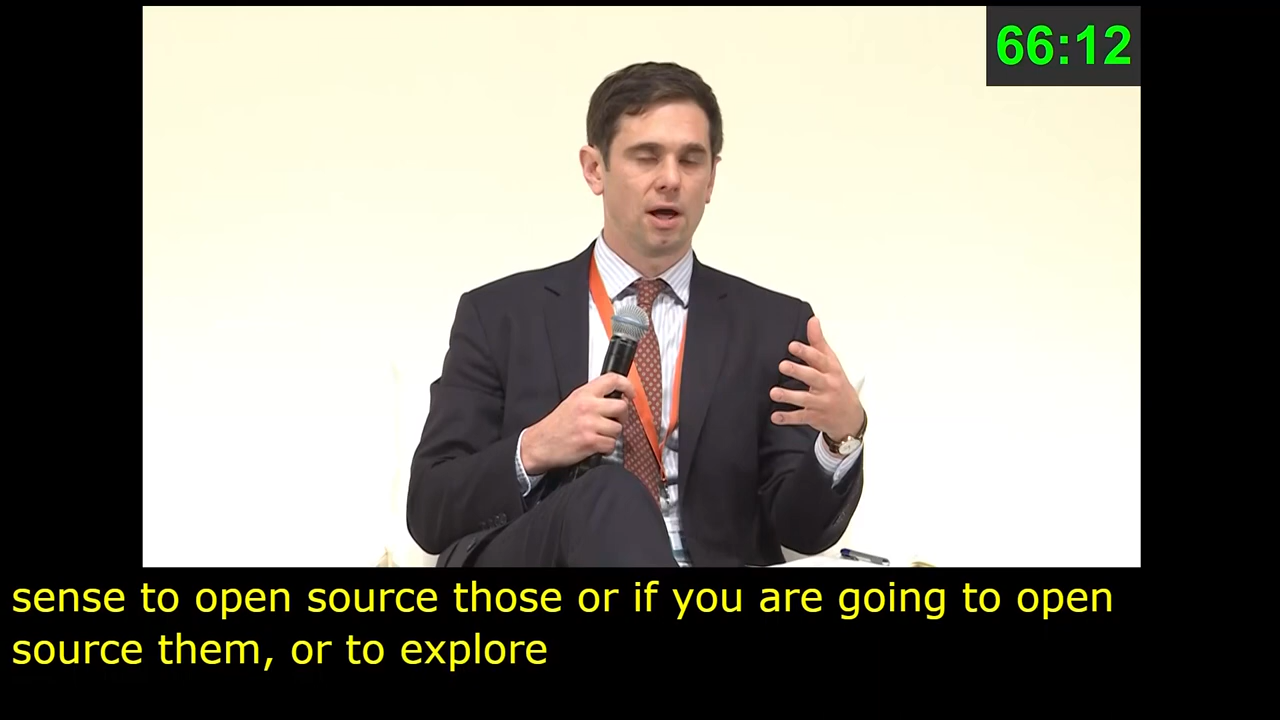 66:12
sense to open source those or if you are going to open
source them, or to explore